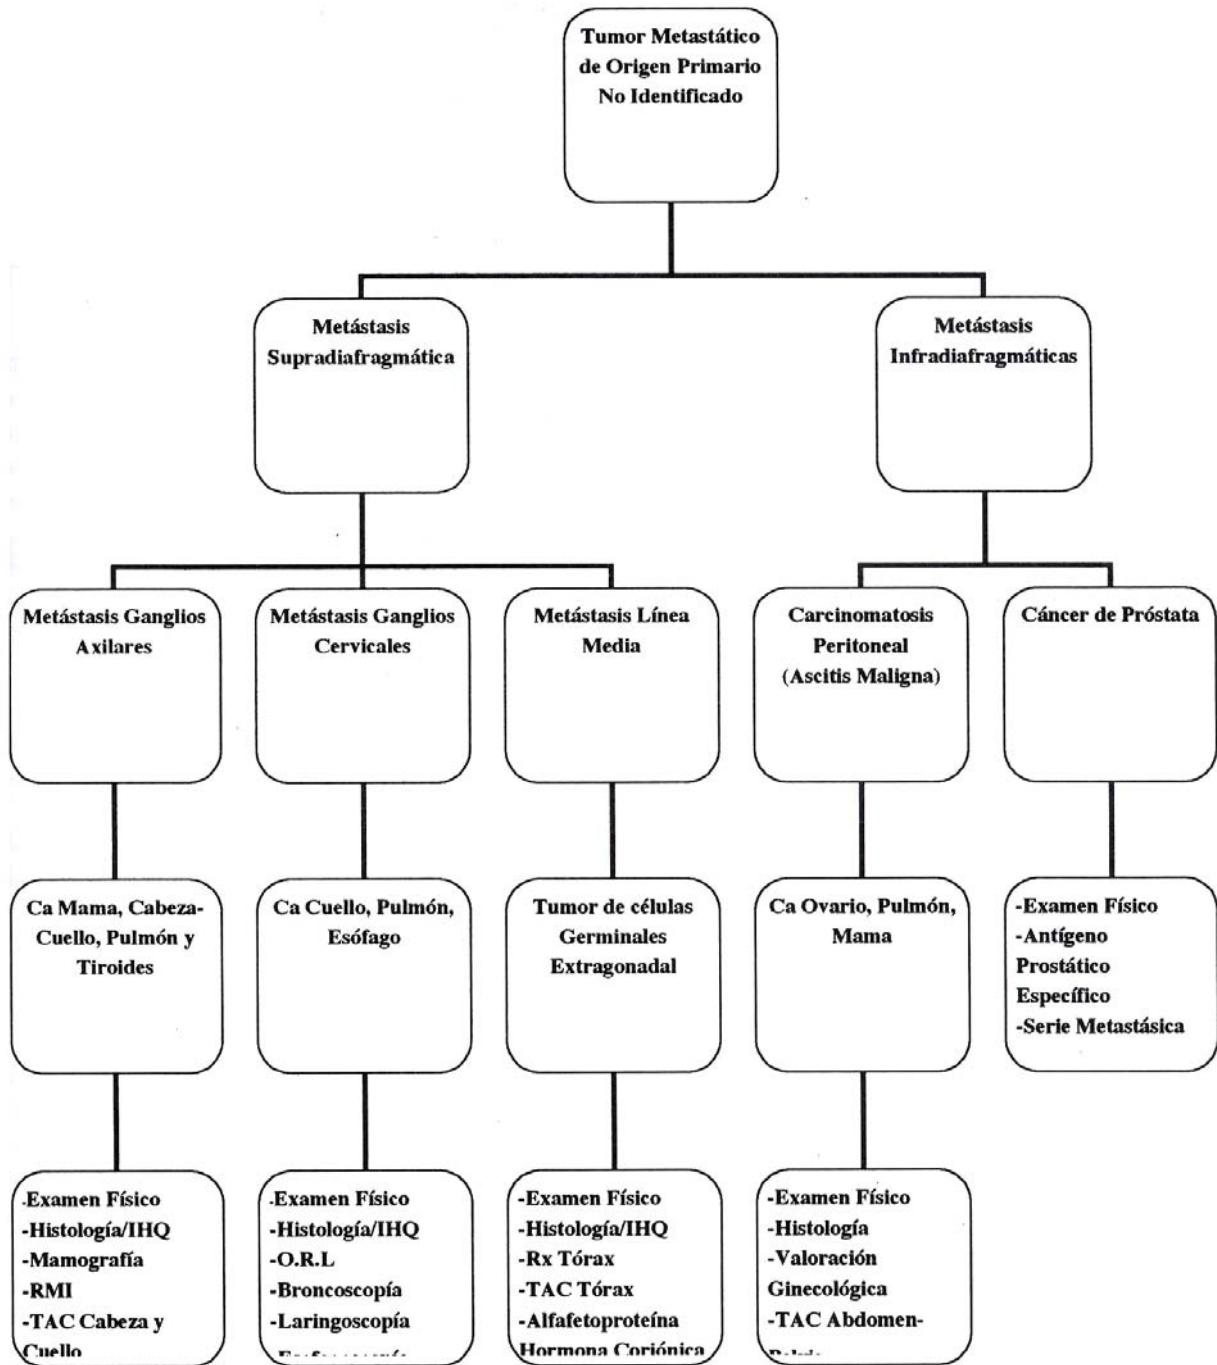 Tumor Metastático
de Origen Primario
No Identificado
Metástasis
Supradiafragmática
Metástasis
Infradiafragmáticas
Metástasis Ganglios
Axilares
Metástasis Ganglios
Cervicales
Metástasis Línea
Media
Carcinomatosis
Peritoneal
(Ascitis Maligna)
Cáncer de Próstata
Ca Mama, Cabeza-
Cuello, Pulmón y
Tiroides
Ca Cuello, Pulmón,
Esófago
Tumor de células
Germinales
Extragonadal
Ca Ovario, Pulmón,
Mama
-Examen Físico
-Antígeno
Prostático
Específico
-Serie Metastásica
-Examen Físico
-Histología/IHQ
-Mamografía
-RMI
-TAC Cabeza y
Cuello
-Examen Físico
-Histología/IHQ
-O.R.L
-Broncoscopía
-Laringoscopía
-Examen Físico
-Histología/IHQ
-Rx Tórax
-TAC Tórax
-Alfafetoproteína
Hormona Coriónica
-Examen Físico
-Histología
-Valoración
Ginecológica
-TAC Abdomen-